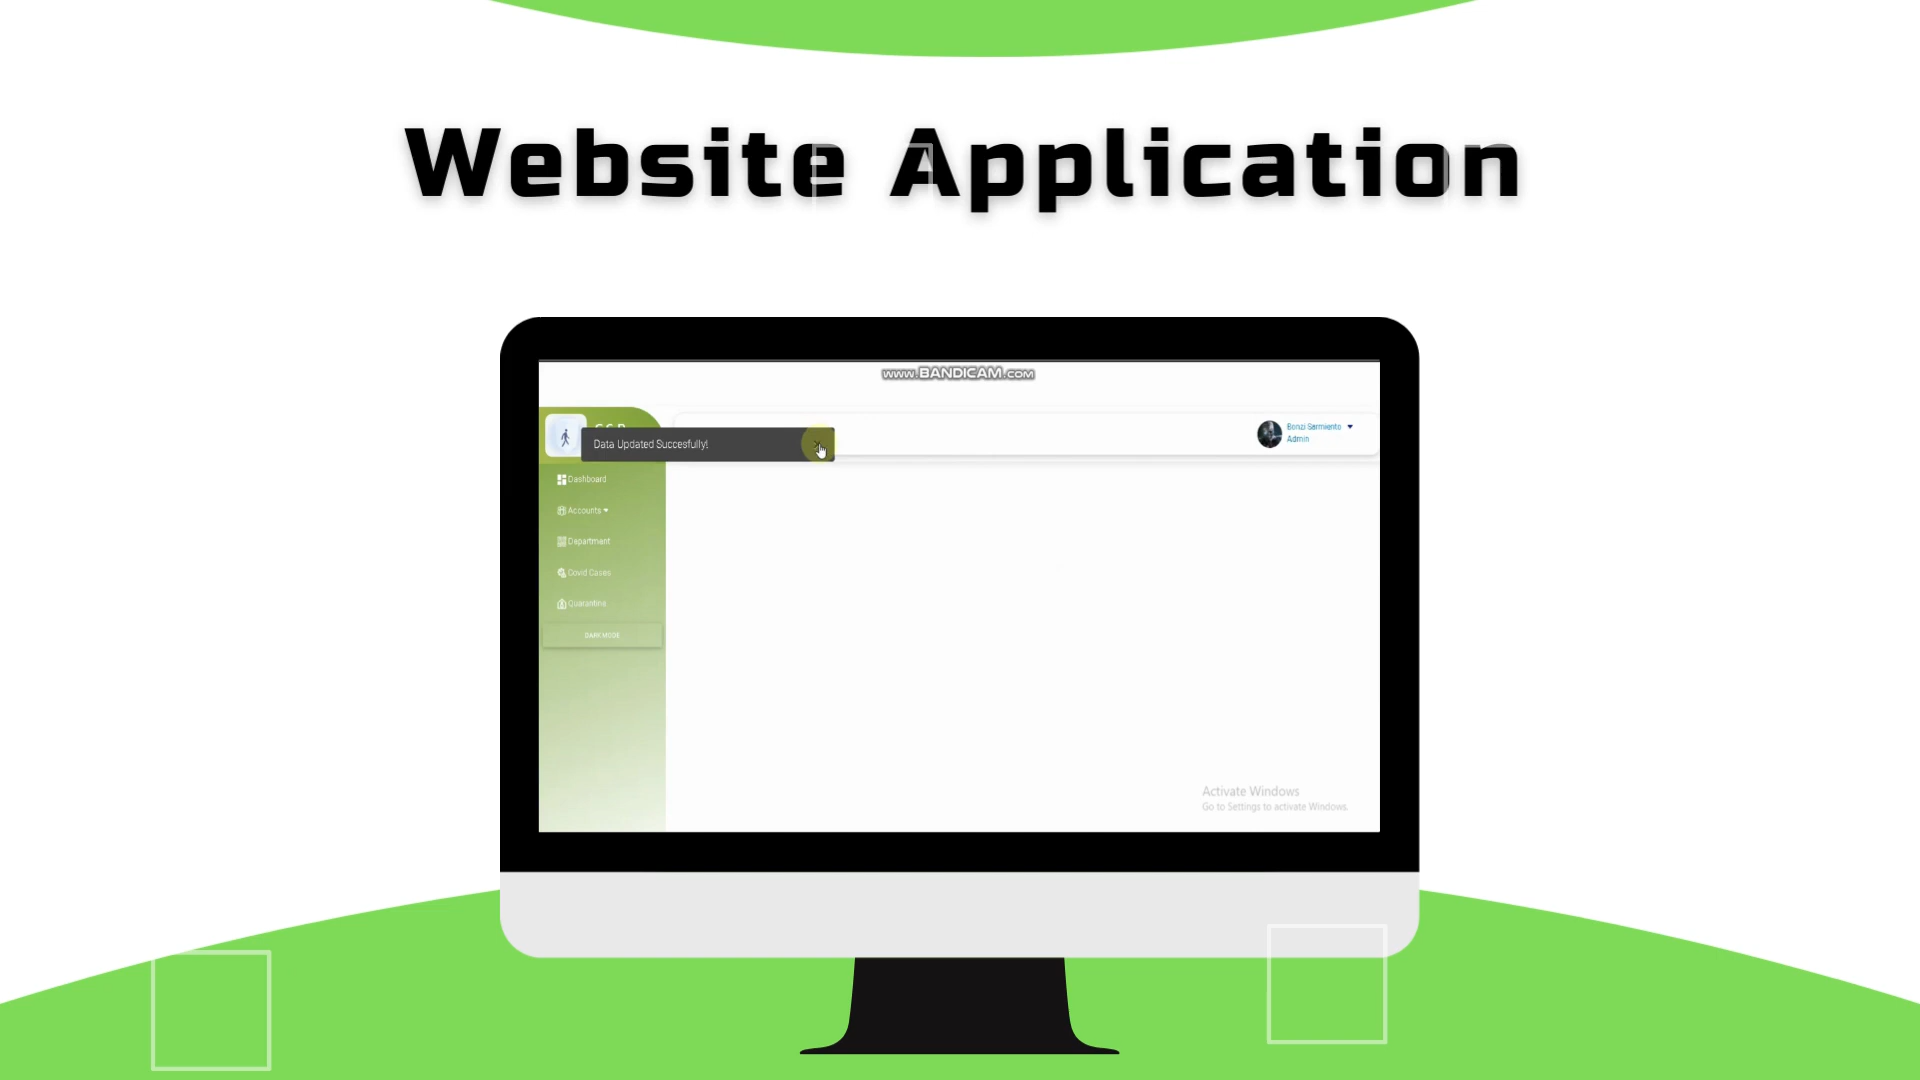 Website Application
www.BANDICAM.com
Data Updated Succesfully!
Benzi Sarmiento
Admin
Dashboard
Accounts
Department
Covid Cases
Quarantine
DARK MODE
Activate Windows
Go to Settings to activate Windows.